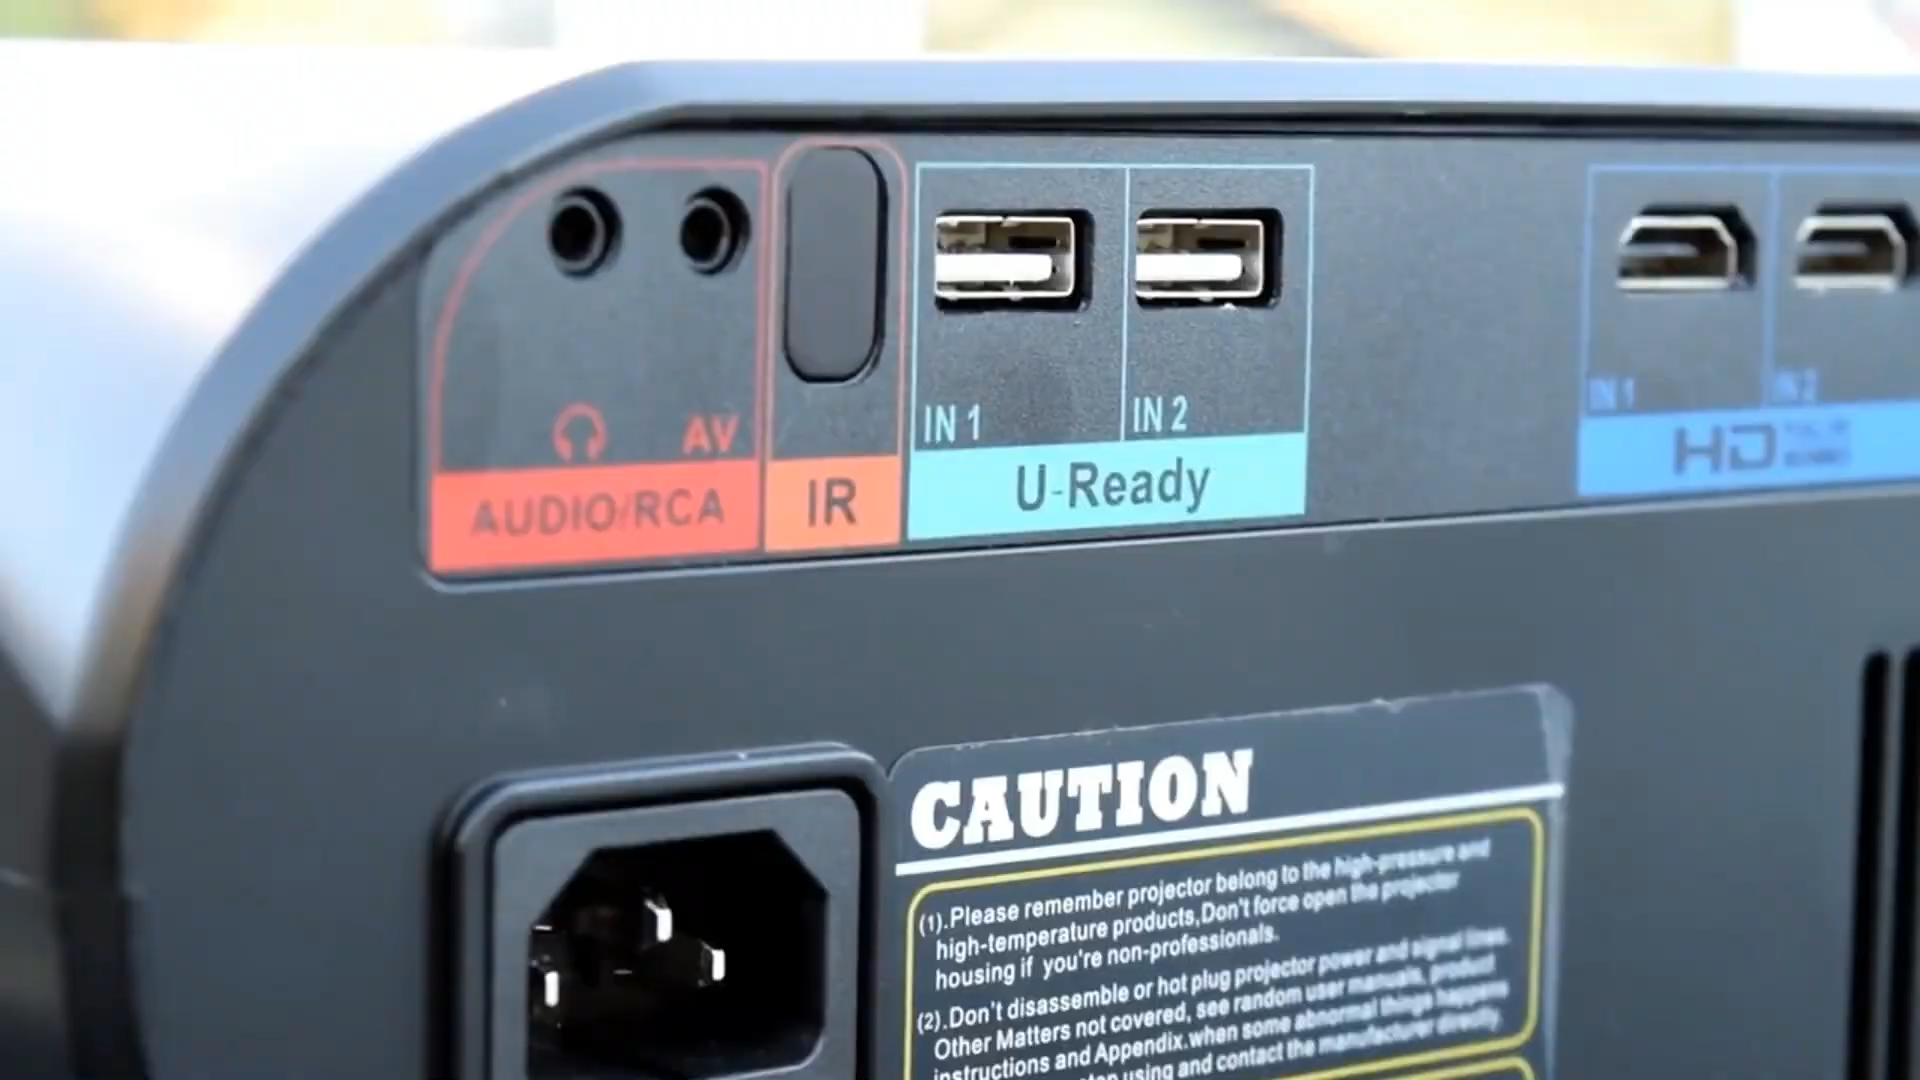 AV
AUDIO/RCA
IR
IN 1
IN 2
U-Ready
IN 1
IN 2
HD
CAUTION
(1).Please remember projector belong to the high-pressure and
high-temperature products,Don't force open the projector
housing if you're non-professionals.
(2).Don't disassemble or hot plug projector power and signal lines.
Other Matters not covered, see random user manuals, product
instructions and Appendix.when some abnormal things happens
using and contact the manufacturer directly.